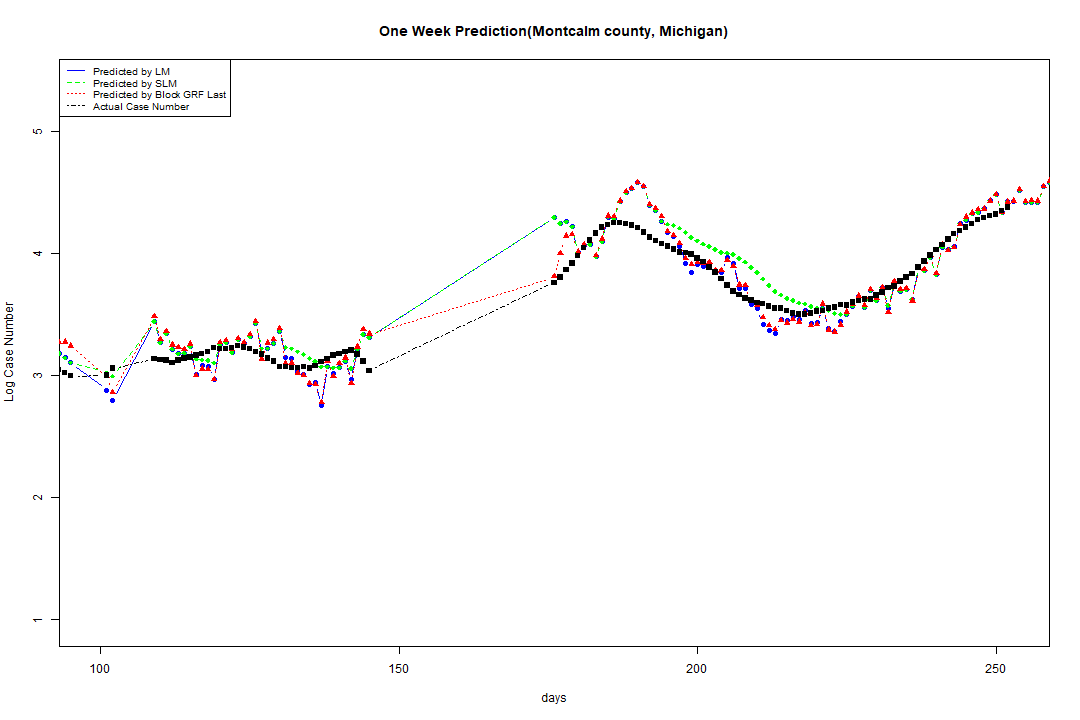 One Week Prediction(Montcalm county, Michigan)
Predicted by LM
Predicted by SLM
Predicted by Block GRF Last
Actual Case Number
5
4
3
2
1
Log Case Number
100 150 200 250
days